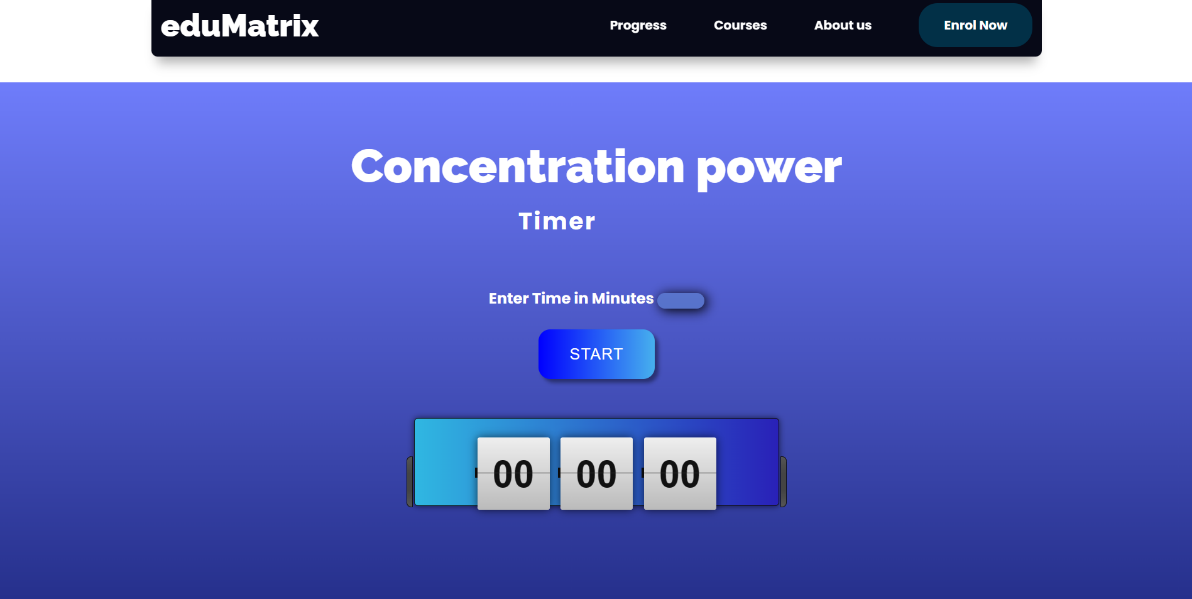 eduMatrix Progress Courses About us Enrol Now
Concentration power
Timer
Enter Time in Minutes
START
00 00 00